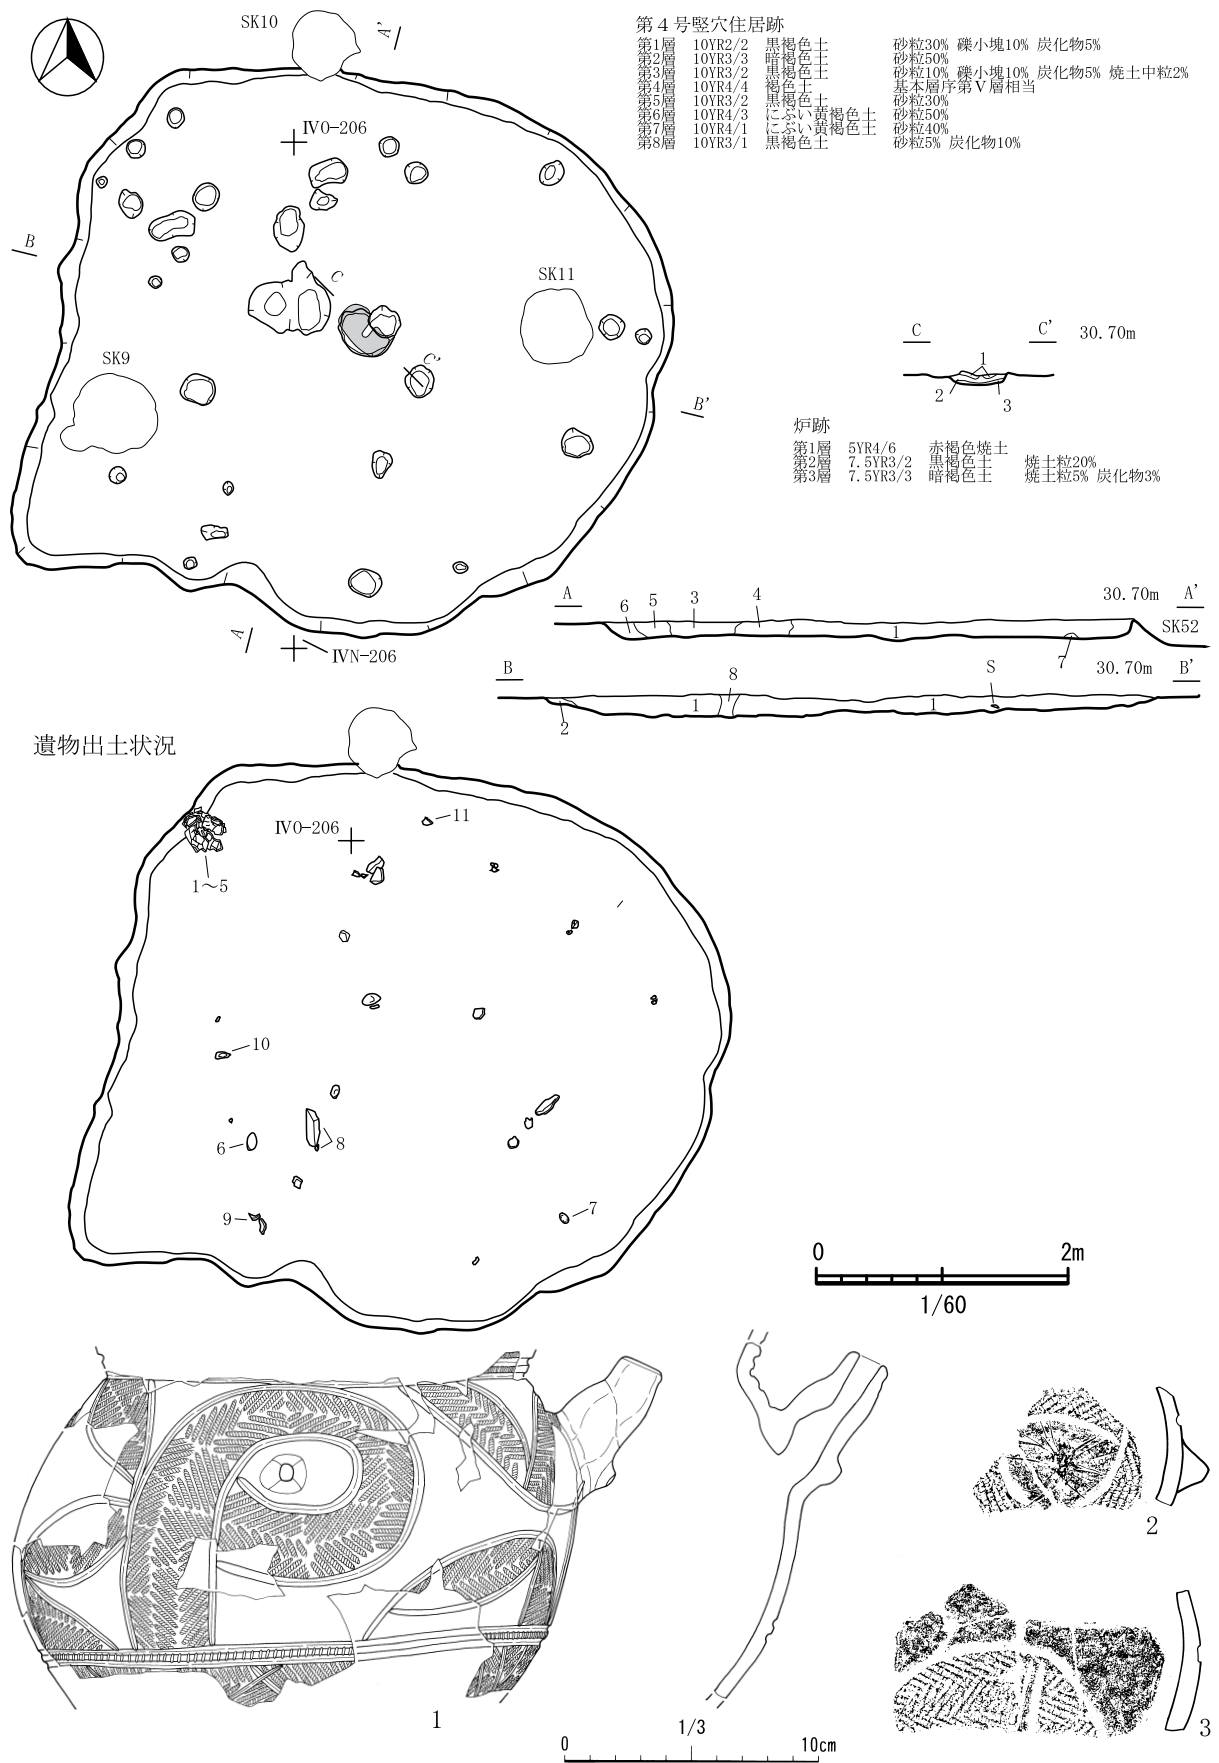 第４号竪穴住居跡
第1層 10YR2/2 黒褐色土 砂粒30% 礫小塊10% 炭化物5%
第2層 10YR3/3 暗褐色土 砂粒50%
第3層 10YR3/2 黒褐色土 砂粒10% 礫小塊10% 炭化物5% 焼土中粒2%
第4層 10YR4/4 褐色土 基本層序第Ⅴ層相当
第5層 10YR3/2 黒褐色土 砂粒30%
第6層 10YR4/3 にぶい黄褐色土 砂粒50%
第7層 10YR4/1 にぶい黄褐色土 砂粒40%
第8層 10YR3/1 黒褐色土 砂粒5% 炭化物10%
SK10
A'
ⅣO-206
B
C
SK11
SK9
C'
B'
A
ⅣN-206
C C' 30.70m
1
2 3
炉跡
第1層 5YR4/6 赤褐色焼土
第2層 7.5YR3/2 黒褐色土 焼土粒20%
第3層 7.5YR3/3 暗褐色土 焼土粒5% 炭化物3%
A 6 5 3 4 30.70m A'
1 7 SK52
B 8 S 30.70m B'
2 1 1
遺物出土状況
ⅣO-206
11
1～5
10
6
8
9
7
0 2m
1/60
1
2
3
1/3
0 10cm